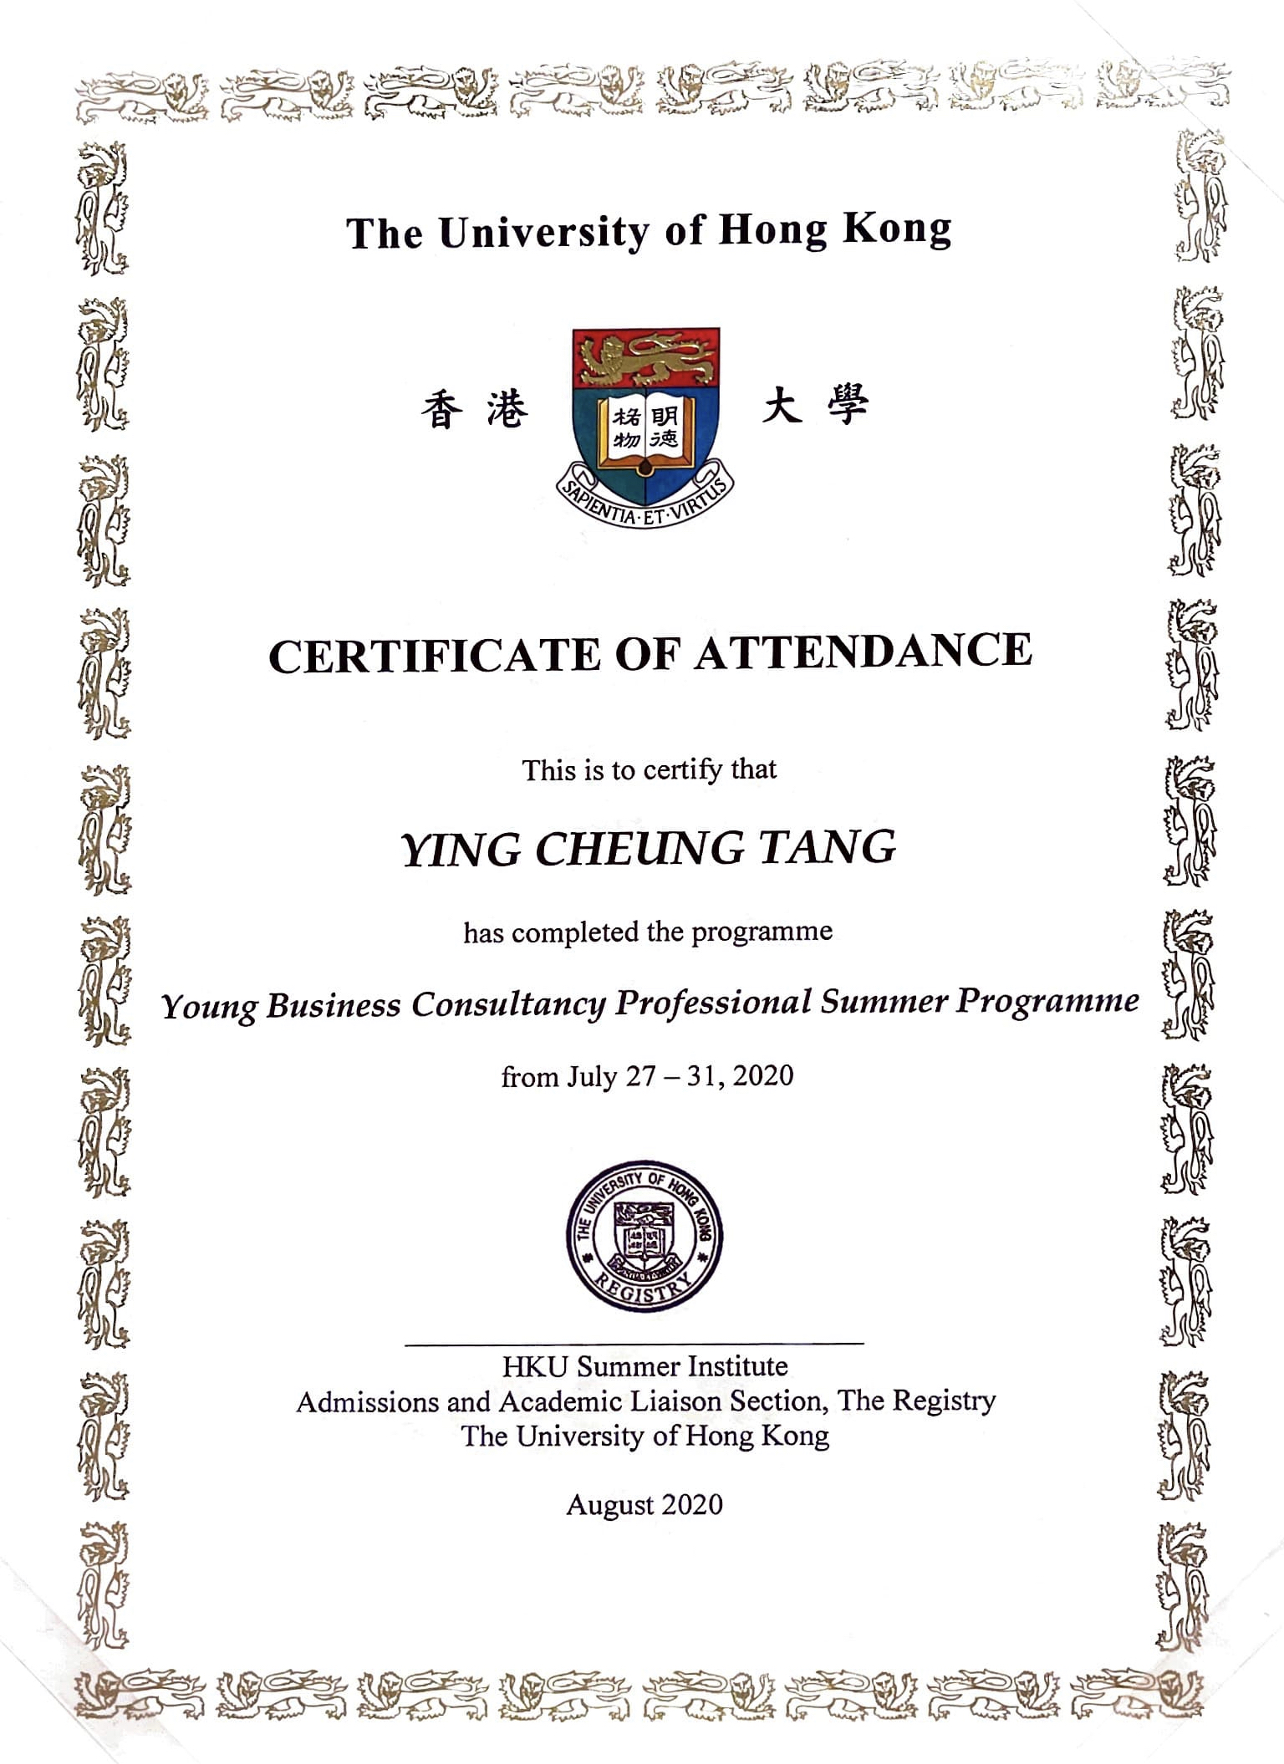 The University of Hong Kong
香港 大學
格物 明德
SAPIENTIA·ET·VIRTUS
CERTIFICATE OF ATTENDANCE
This is to certify that
YING CHEUNG TANG
has completed the programme
Young Business Consultancy Professional Summer Programme
from July 27 – 31, 2020
THE UNIVERSITY OF HONG KONG
* REGISTRY *
HKU Summer Institute
Admissions and Academic Liaison Section, The Registry
The University of Hong Kong
August 2020